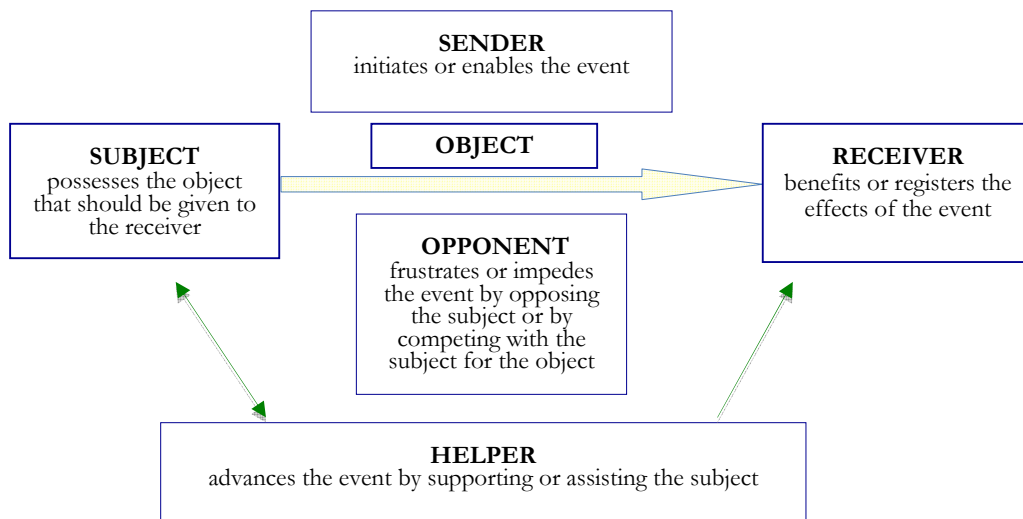 SENDER
initiates or enables the event
SUBJECT
possesses the object
that should be given to
the receiver
OBJECT
RECEIVER
benefits or registers the
effects of the event
OPPONENT
frustrates or impedes
the event by opposing
the subject or by
competing with the
subject for the object
HELPER
advances the event by supporting or assisting the subject